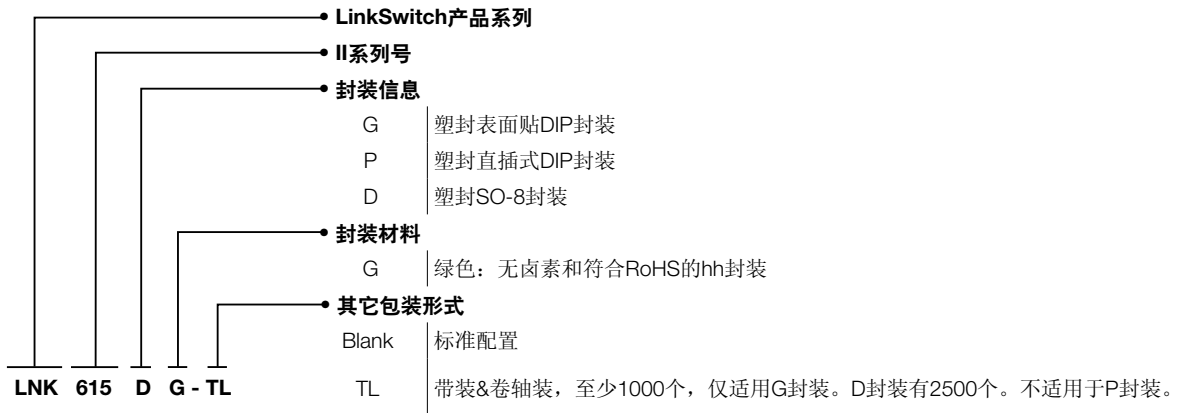 LinkSwitch产品系列
II系列号
封装信息
G 塑封表面贴DIP封装
P 塑封直插式DIP封装
D 塑封SO-8封装
封装材料
G 绿色：无卤素和符合RoHS的hh封装
其它包装形式
Blank 标准配置
TL 带装&卷轴装，至少1000个，仅适用G封装。D封装有2500个。不适用于P封装。
LNK 615 D G - TL